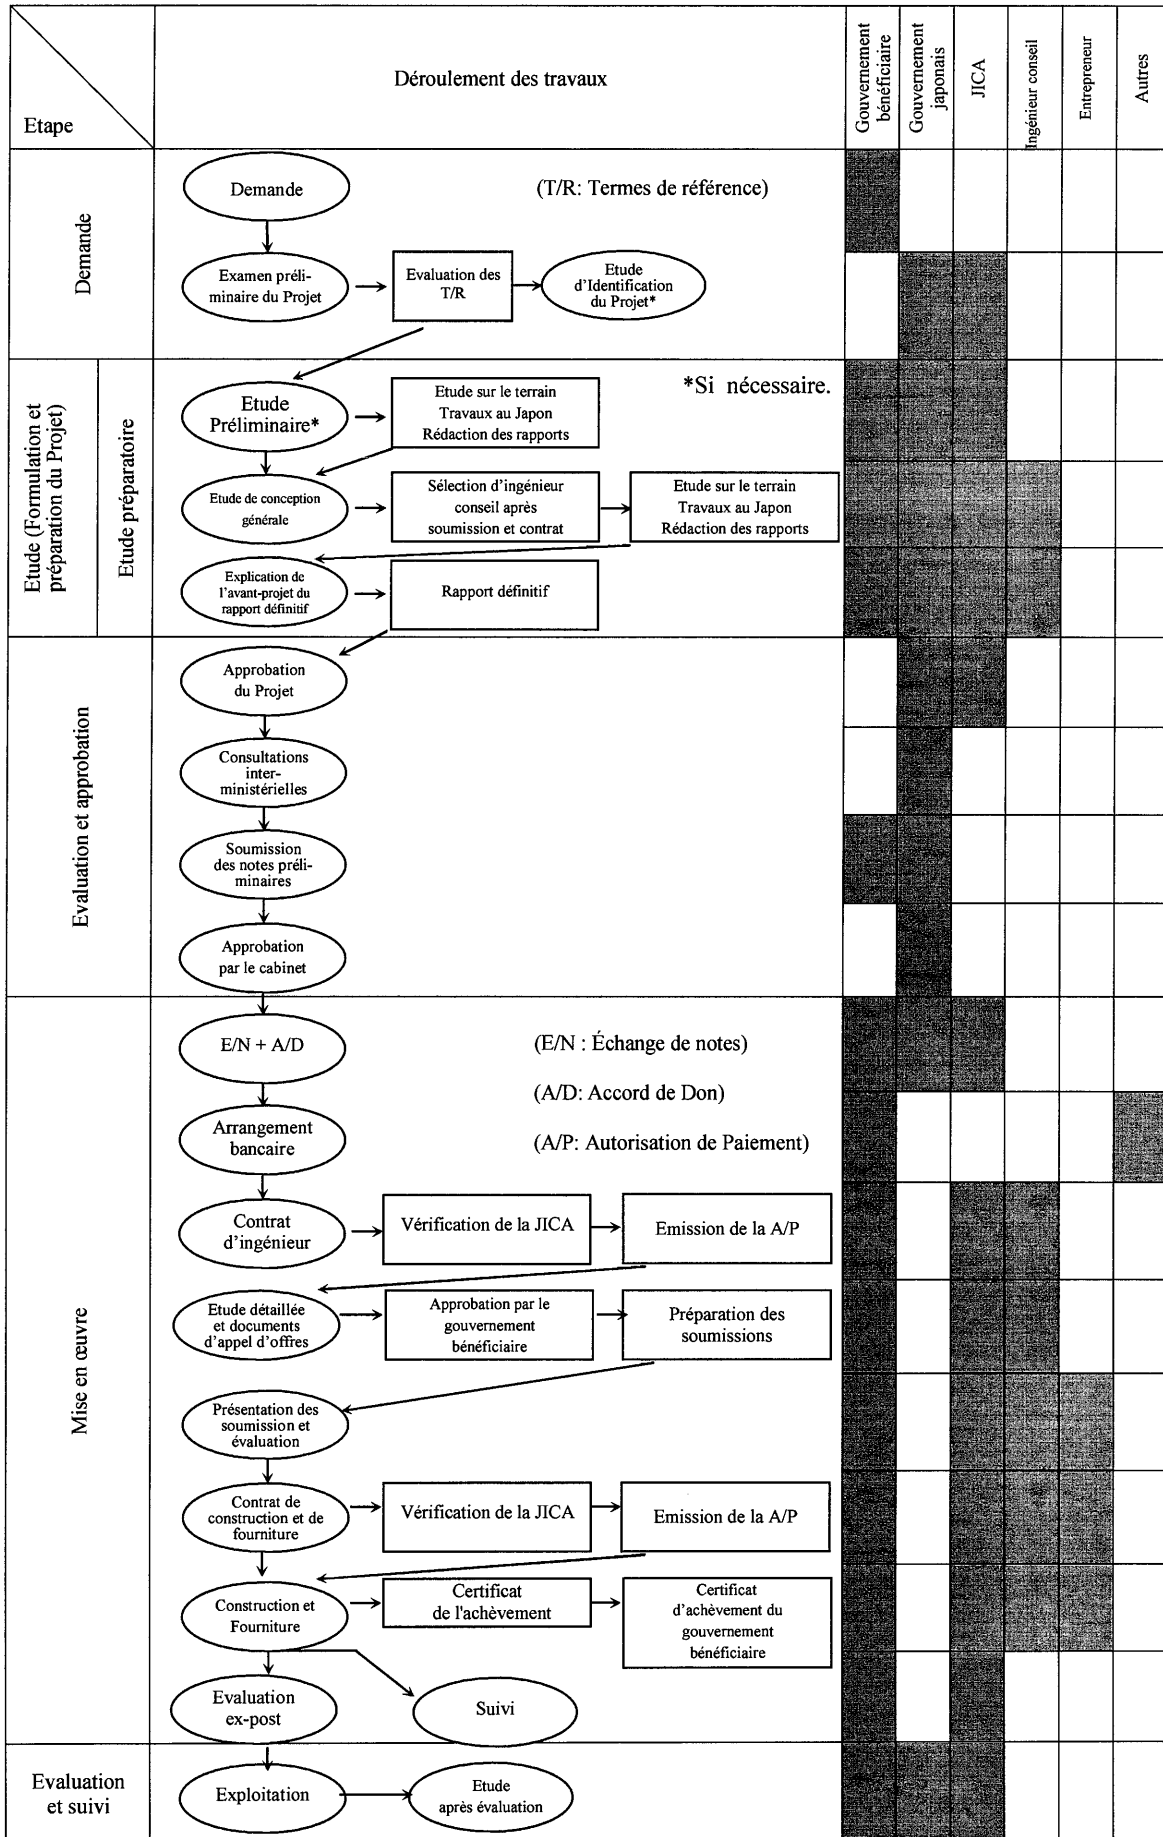 Etape
Déroulement des travaux
Gouvernement
bénéficiaire
Gouvernement
japonais
JICA
Ingénieur conseil
Entrepreneur
Autres
Demande
Demande
(T/R: Termes de référence)
Examen préli-
minaire du Projet
Evaluation des
T/R
Etude
d'Identification
du Projet*
Etude (Formulation et
préparation du Projet)
Etude préparatoire
*Si nécessaire.
Etude
Préliminaire*
Etude sur le terrain
Travaux au Japon
Rédaction des rapports
Etude de conception
générale
Sélection d'ingénieur
conseil après
soumission et contrat
Etude sur le terrain
Travaux au Japon
Rédaction des rapports
Explication de
l'avant-projet du
rapport définitif
Rapport définitif
Evaluation et approbation
Approbation
du Projet
Consultations
inter-
ministérielles
Soumission
des notes préli-
minaires
Approbation
par le cabinet
Mise en œuvre
E/N + A/D
(E/N : Échange de notes)
(A/D: Accord de Don)
(A/P: Autorisation de Paiement)
Arrangement
bancaire
Contrat
d'ingénieur
Vérification de la JICA
Emission de la A/P
Etude détaillée
et documents
d'appel d'offres
Approbation par le
gouvernement
bénéficiaire
Préparation des
soumissions
Présentation des
soumission et
évaluation
Contrat de
construction et de
fourniture
Vérification de la JICA
Emission de la A/P
Construction et
Fourniture
Certificat
de l'achèvement
Certificat
d'achèvement du
gouvernement
bénéficiaire
Evaluation
ex-post
Suivi
Evaluation
et suivi
Exploitation
Etude
après évaluation